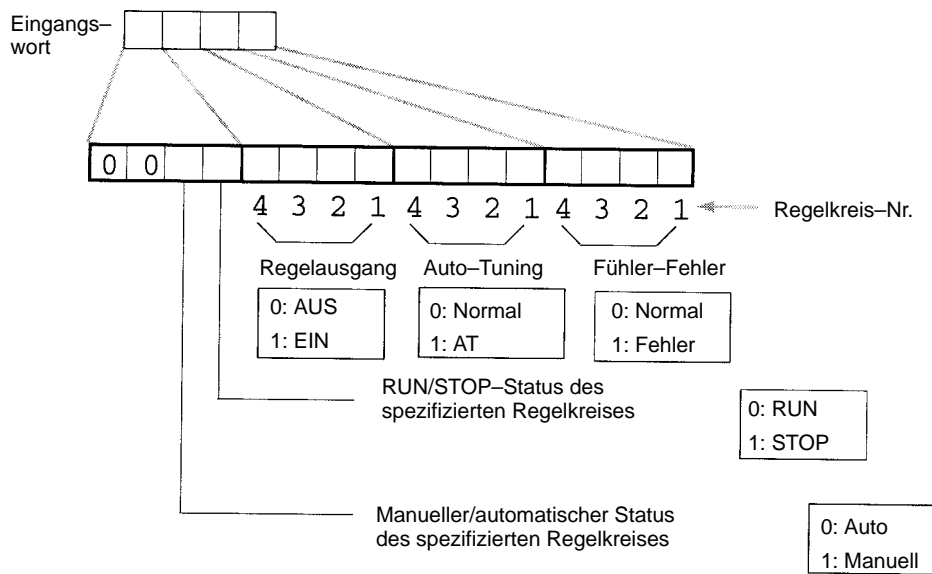 Eingangs–
wort
0 0
4 3 2 1 4 3 2 1 4 3 2 1
Regelkreis–Nr.
Regelausgang
Auto–Tuning
Fühler–Fehler
0: AUS
1: EIN
0: Normal
1: AT
0: Normal
1: Fehler
RUN/STOP–Status des
spezifizierten Regelkreises
0: RUN
1: STOP
Manueller/automatischer Status
des spezifizierten Regelkreises
0: Auto
1: Manuell